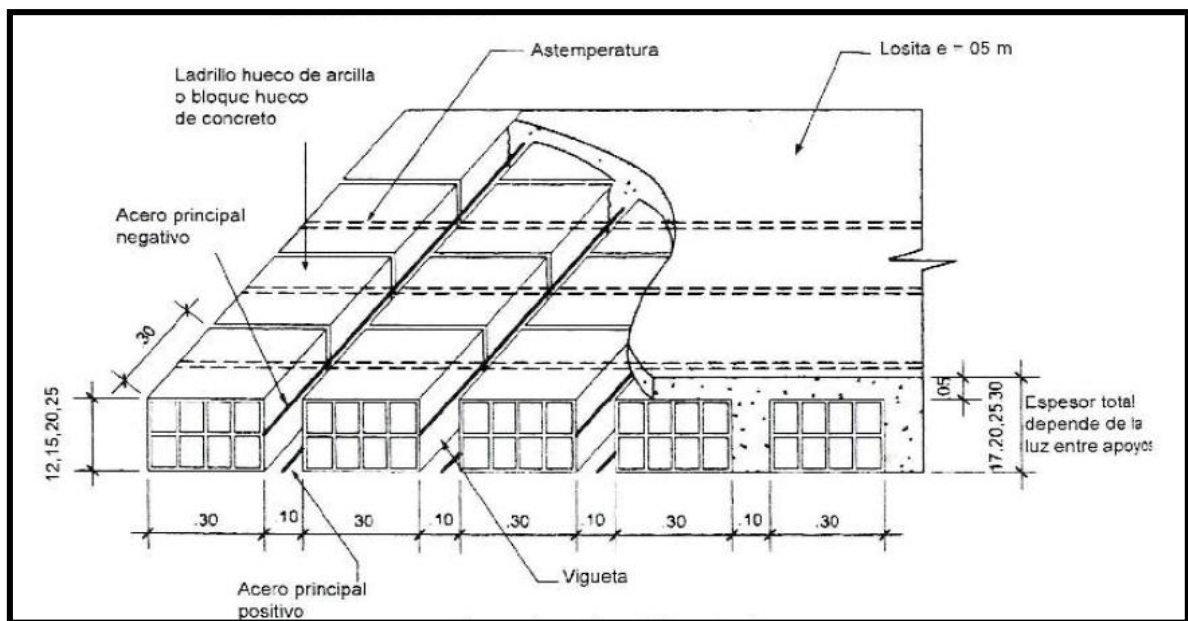 Astemperatura
Losita e = 05 m
Ladrillo hueco de arcilla
o bloque hueco
de concreto
Acero principal
negativo
.30
12,15,20,25
.05
17.20,25 30
Espesor total
depende de la
luz entre apoyos
.30
.10
30
.10
.30
.10
.30
.10
.30
Acero principal
positivo
Vigueta